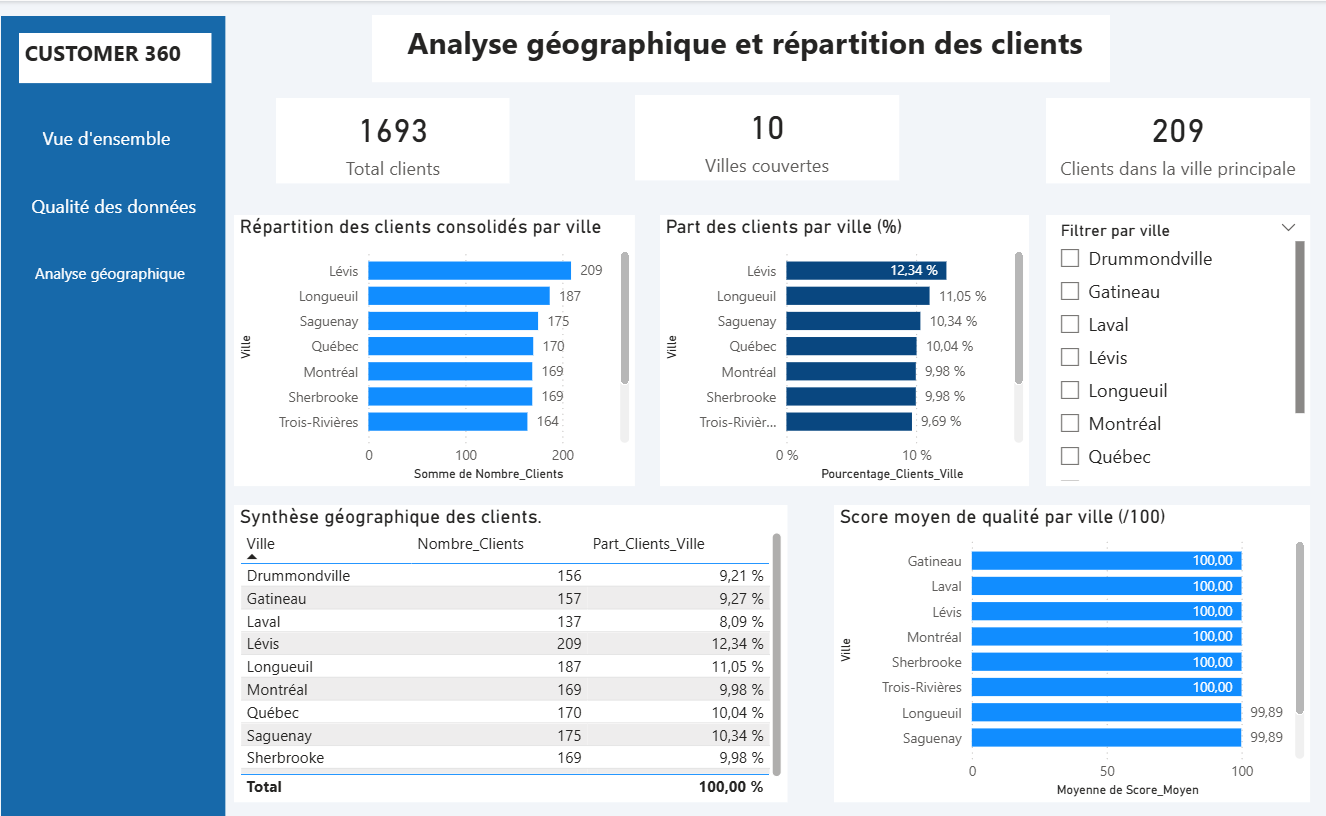 CUSTOMER 360
Vue d'ensemble
Qualité des données
Analyse géographique
Analyse géographique et répartition des clients
1693
Total clients
10
Villes couvertes
209
Clients dans la ville principale
Répartition des clients consolidés par ville
Ville
Lévis 209
Longueuil 187
Saguenay 175
Québec 170
Montréal 169
Sherbrooke 169
Trois-Rivières 164
0 100 200
Somme de Nombre_Clients
Part des clients par ville (%)
Ville
Lévis 12,34 %
Longueuil 11,05 %
Saguenay 10,34 %
Québec 10,04 %
Montréal 9,98 %
Sherbrooke 9,98 %
Trois-Rivièr... 9,69 %
0 % 10 %
Pourcentage_Clients_Ville
Filtrer par ville
Drummondville
Gatineau
Laval
Lévis
Longueuil
Montréal
Québec
Synthèse géographique des clients.
Ville Nombre_Clients Part_Clients_Ville
Drummondville 156 9,21 %
Gatineau 157 9,27 %
Laval 137 8,09 %
Lévis 209 12,34 %
Longueuil 187 11,05 %
Montréal 169 9,98 %
Québec 170 10,04 %
Saguenay 175 10,34 %
Sherbrooke 169 9,98 %
Total 100,00 %
Score moyen de qualité par ville (/100)
Ville
Gatineau 100,00
Laval 100,00
Lévis 100,00
Montréal 100,00
Sherbrooke 100,00
Trois-Rivières 100,00
Longueuil 99,89
Saguenay 99,89
0 50 100
Moyenne de Score_Moyen